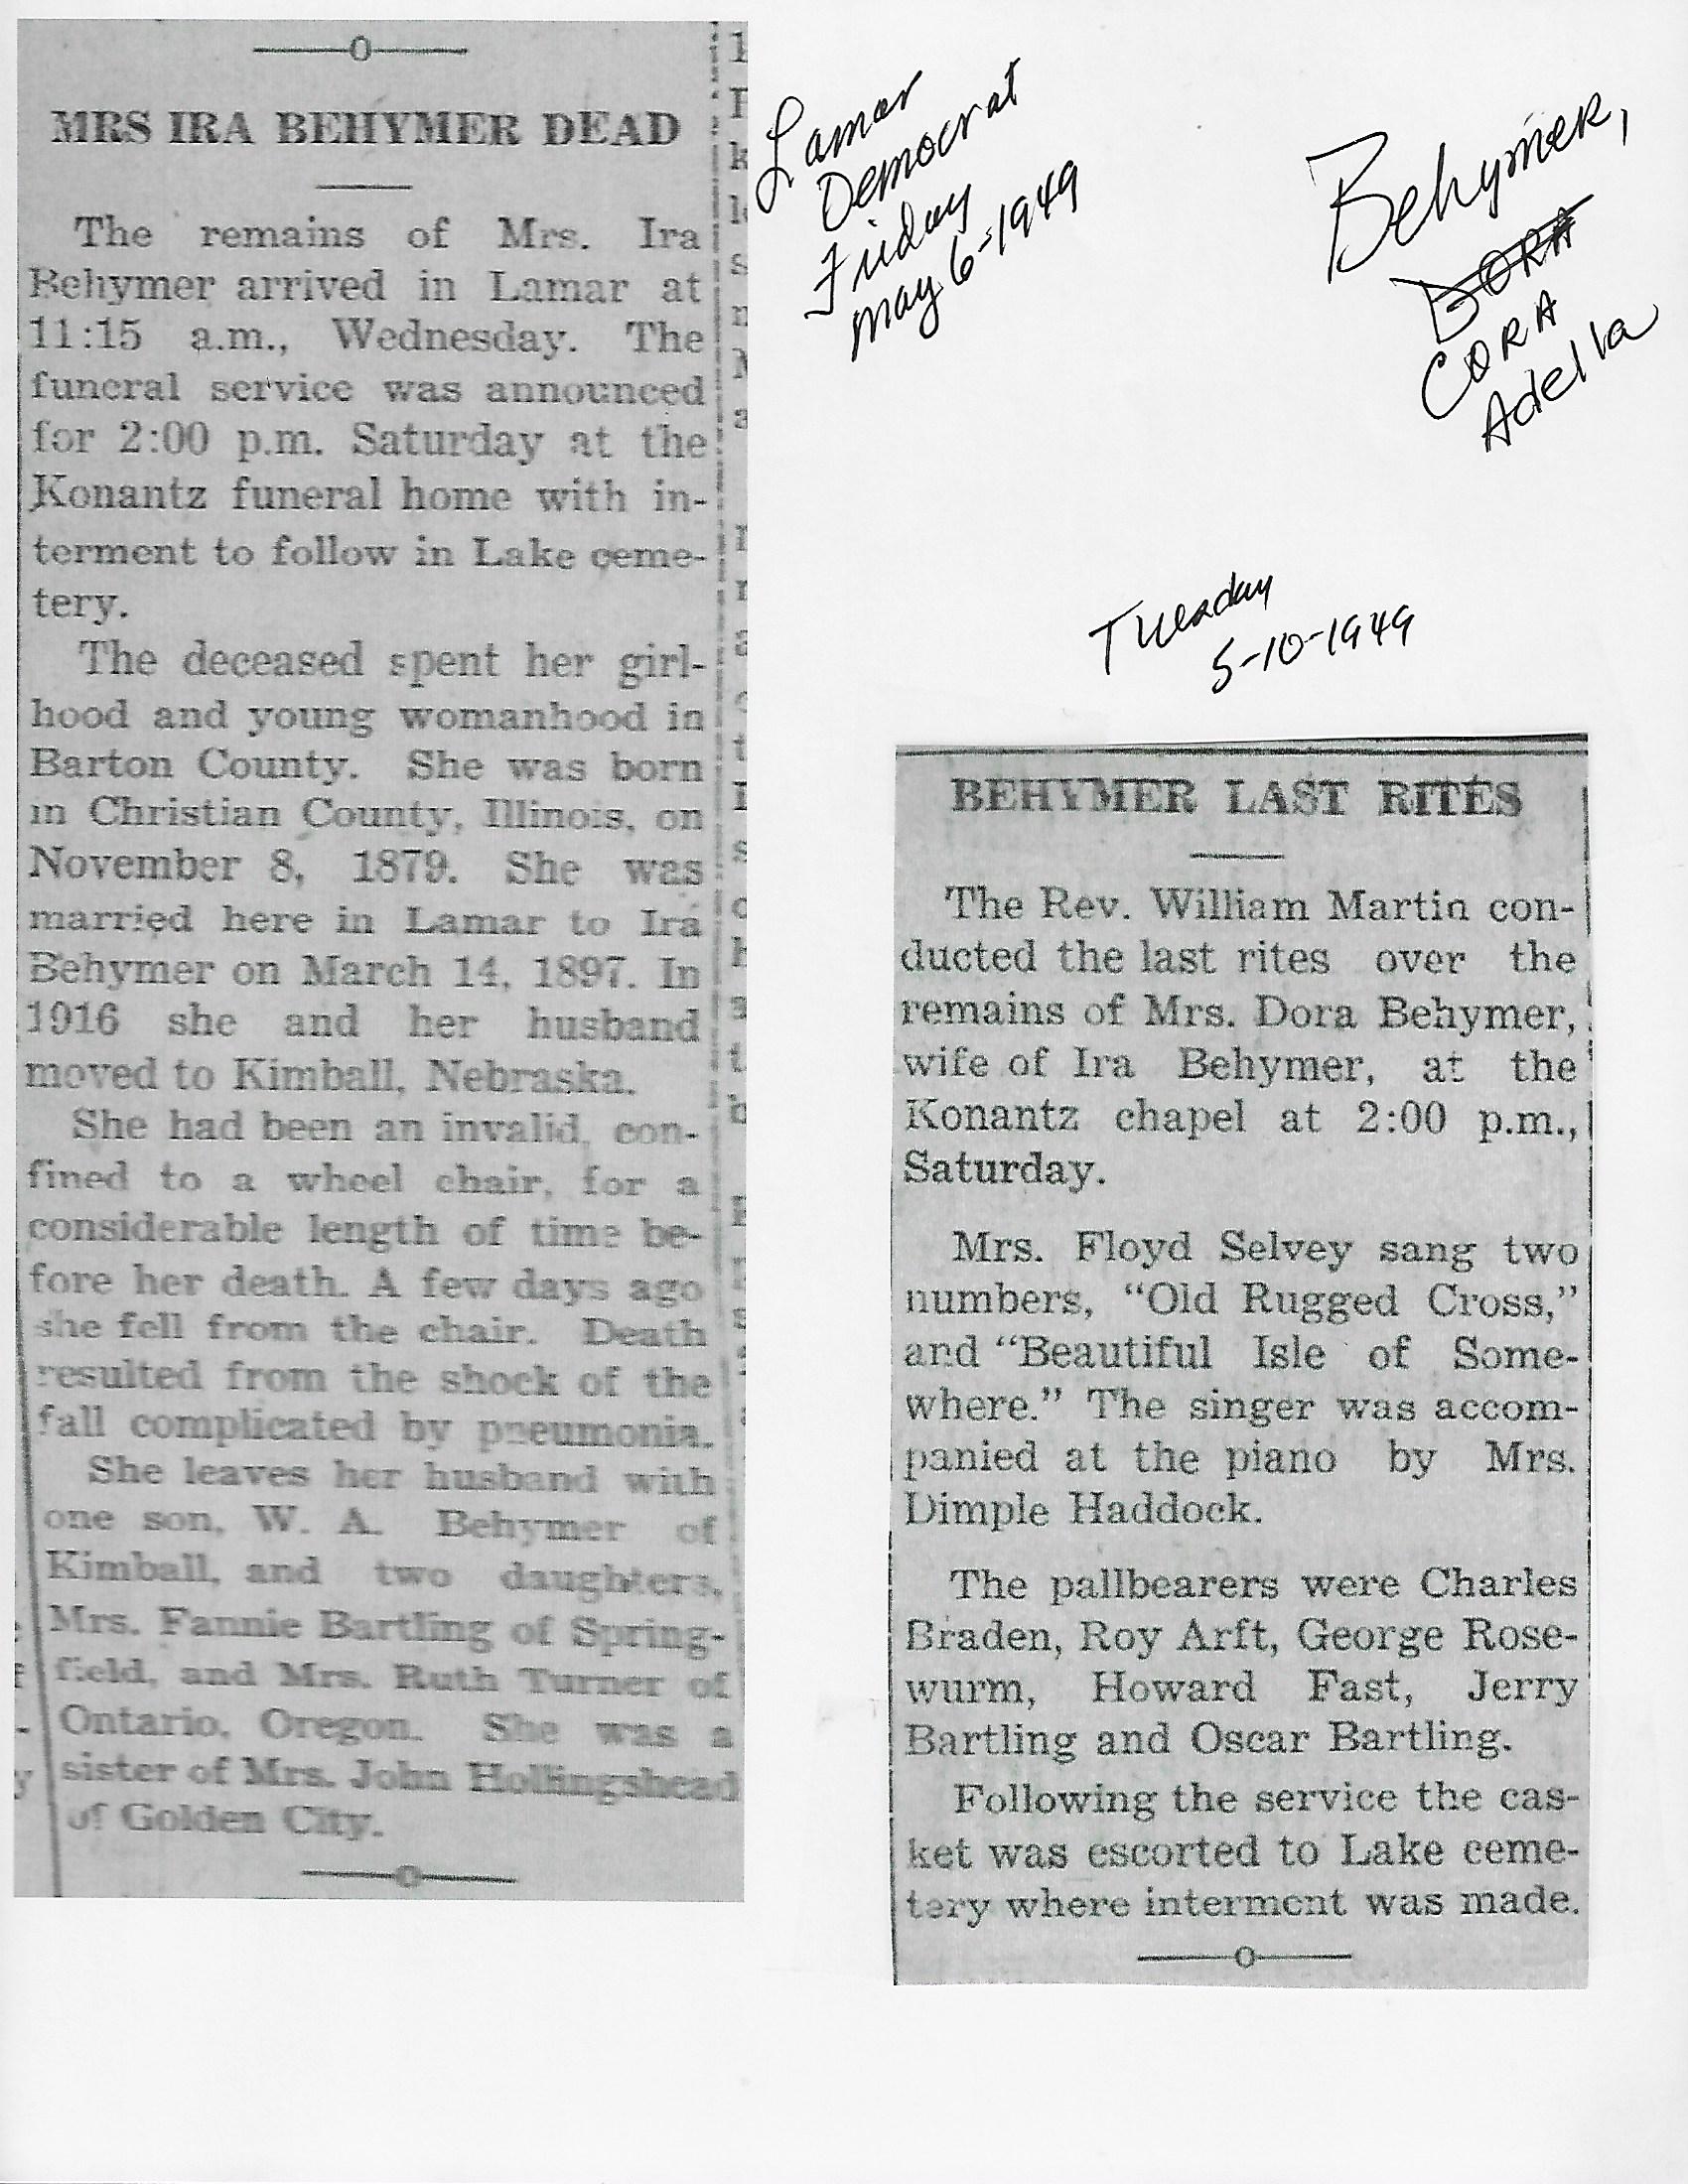 MRS IRA BEHYMER DEAD
The remains of Mrs. Ira
Behymer arrived in Lamar at
11:15 a.m., Wednesday. The
funeral service was announced
for 2:00 p.m. Saturday at the
Konantz funeral home with in-
terment to follow in Lake ceme-
tery.
The deceased spent her girl-
hood and young womanhood in
Barton County. She was born
in Christian County, Illinois, on
November 8, 1879. She was
married here in Lamar to Ira
Behymer on March 14, 1897. In
1916 she and her husband
moved to Kimball, Nebraska.
She had been an invalid, con-
fined to a wheel chair, for a
considerable length of time be-
fore her death. A few days ago
she fell from the chair. Death
resulted from the shock of the
fall complicated by pneumonia.
She leaves her husband with
one son, W. A. Behymer of
Kimball, and two daughters,
Mrs. Fannie Bartling of Spring-
field, and Mrs. Ruth Turner of
Ontario, Oregon. She was a
sister of Mrs. John Hollingshead
of Golden City.
Lamar
Democrat
Friday
May 6-1949
Behymer,
DORA
CORA
Adella
Tuesday
5-10-1949
BEHYMER LAST RITES
The Rev. William Martin con-
ducted the last rites over the
remains of Mrs. Dora Behymer,
wife of Ira Behymer, at the
Konantz chapel at 2:00 p.m.,
Saturday.
Mrs. Floyd Selvey sang two
numbers, “Old Rugged Cross,”
and “Beautiful Isle of Some-
where.” The singer was accom-
panied at the piano by Mrs.
Dimple Haddock.
The pallbearers were Charles
Braden, Roy Arft, George Rose-
wurm, Howard Fast, Jerry
Bartling and Oscar Bartling.
Following the service the cas-
ket was escorted to Lake ceme-
tery where interment was made.